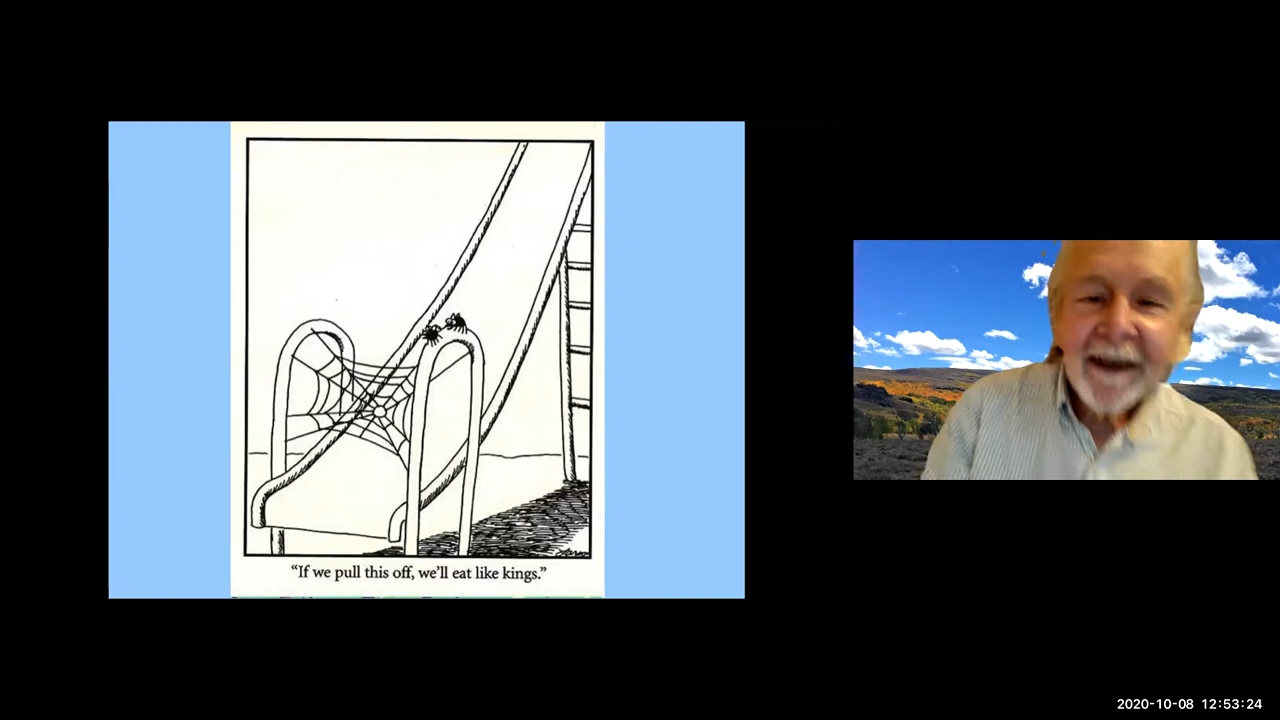 “If we pull this off, we’ll eat like kings.”
2020-10-08 12:53:24